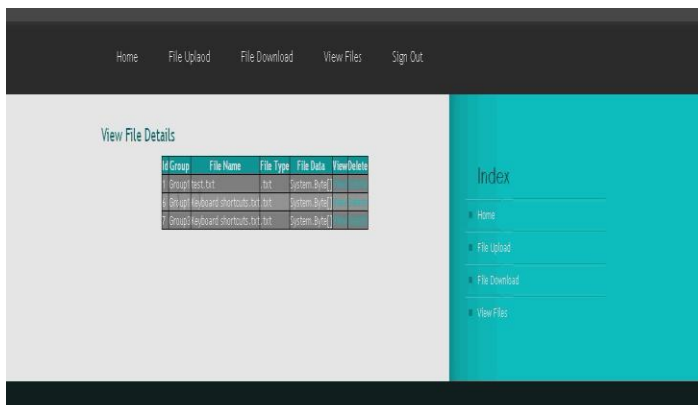 Home File Uplaod File Download View Files Sign Out
View File Details
Id Group File Name File Type File Data View Delete
1 Group1 test.txt .txt System.Byte[]
6 Group1 Keyboard shortcuts.txt .txt System.Byte[]
7 Group3 Keyboard shortcuts.txt .txt System.Byte[]
Index
Home
File Upload
File Download
View Files